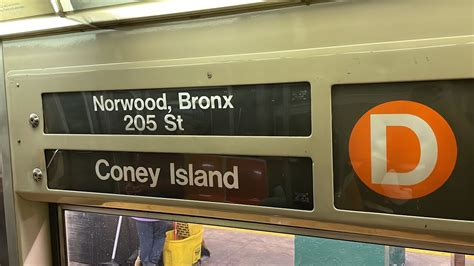 Norwood, Bronx
205 St
Coney Island
D